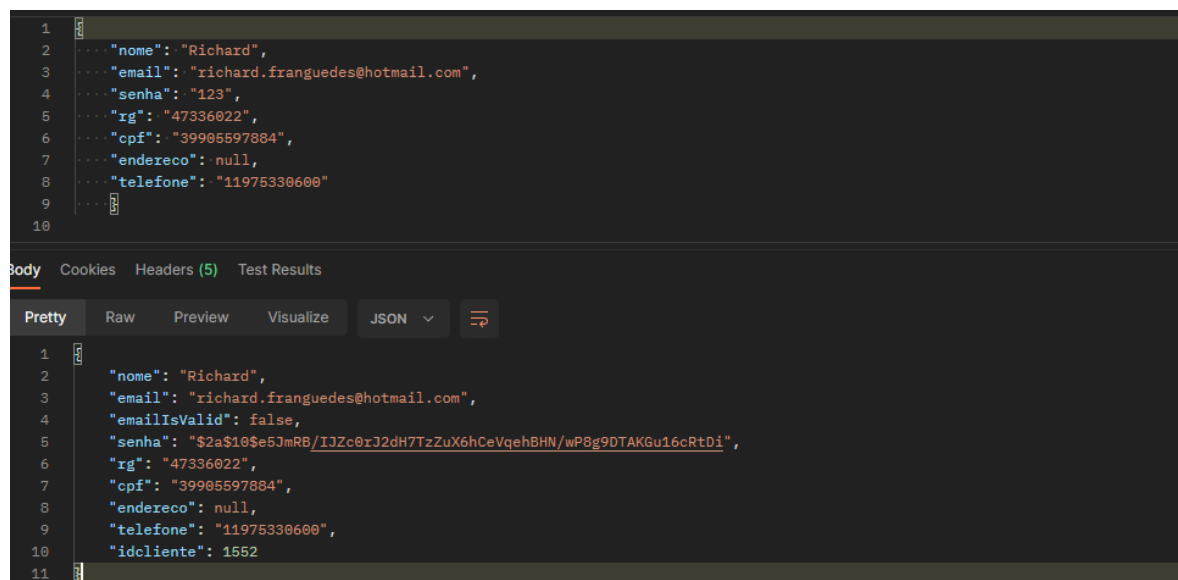 1 {
2 "nome": "Richard",
3 "email": "richard.franguedes@hotmail.com",
4 "senha": "123",
5 "rg": "47336022",
6 "cpf": "39905597884",
7 "endereco": null,
8 "telefone": "11975330600"
9 }
10
Body Cookies Headers (5) Test Results
Pretty Raw Preview Visualize JSON
1 {
2 "nome": "Richard",
3 "email": "richard.franguedes@hotmail.com",
4 "emailIsValid": false,
5 "senha": "$2a$10$e5JmRB/IJZc0rJ2dH7TzZuX6hCeVqehBHN/wP8g9DTAKGu16cRtDi",
6 "rg": "47336022",
7 "cpf": "39905597884",
8 "endereco": null,
9 "telefone": "11975330600",
10 "idcliente": 1552
11 }